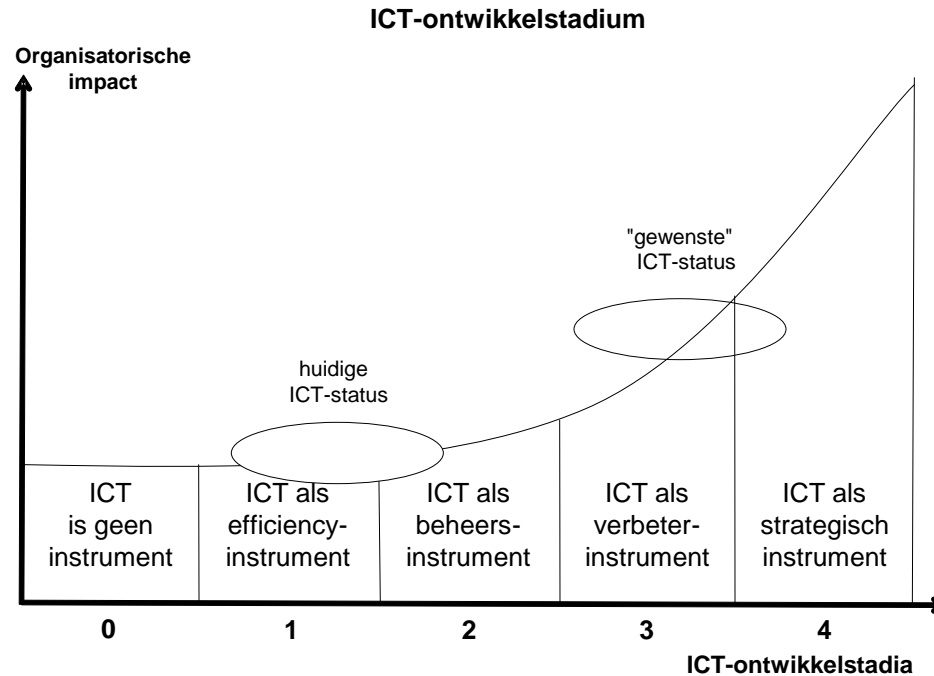 ICT-ontwikkelstadium
Organisatorische
impact
"gewenste"
ICT-status
huidige
ICT-status
ICT
is geen
instrument
ICT als
efficiency-
instrument
ICT als
beheers-
instrument
ICT als
verbeter-
instrument
ICT als
strategisch
instrument
0
1
2
3
4
ICT-ontwikkelstadia